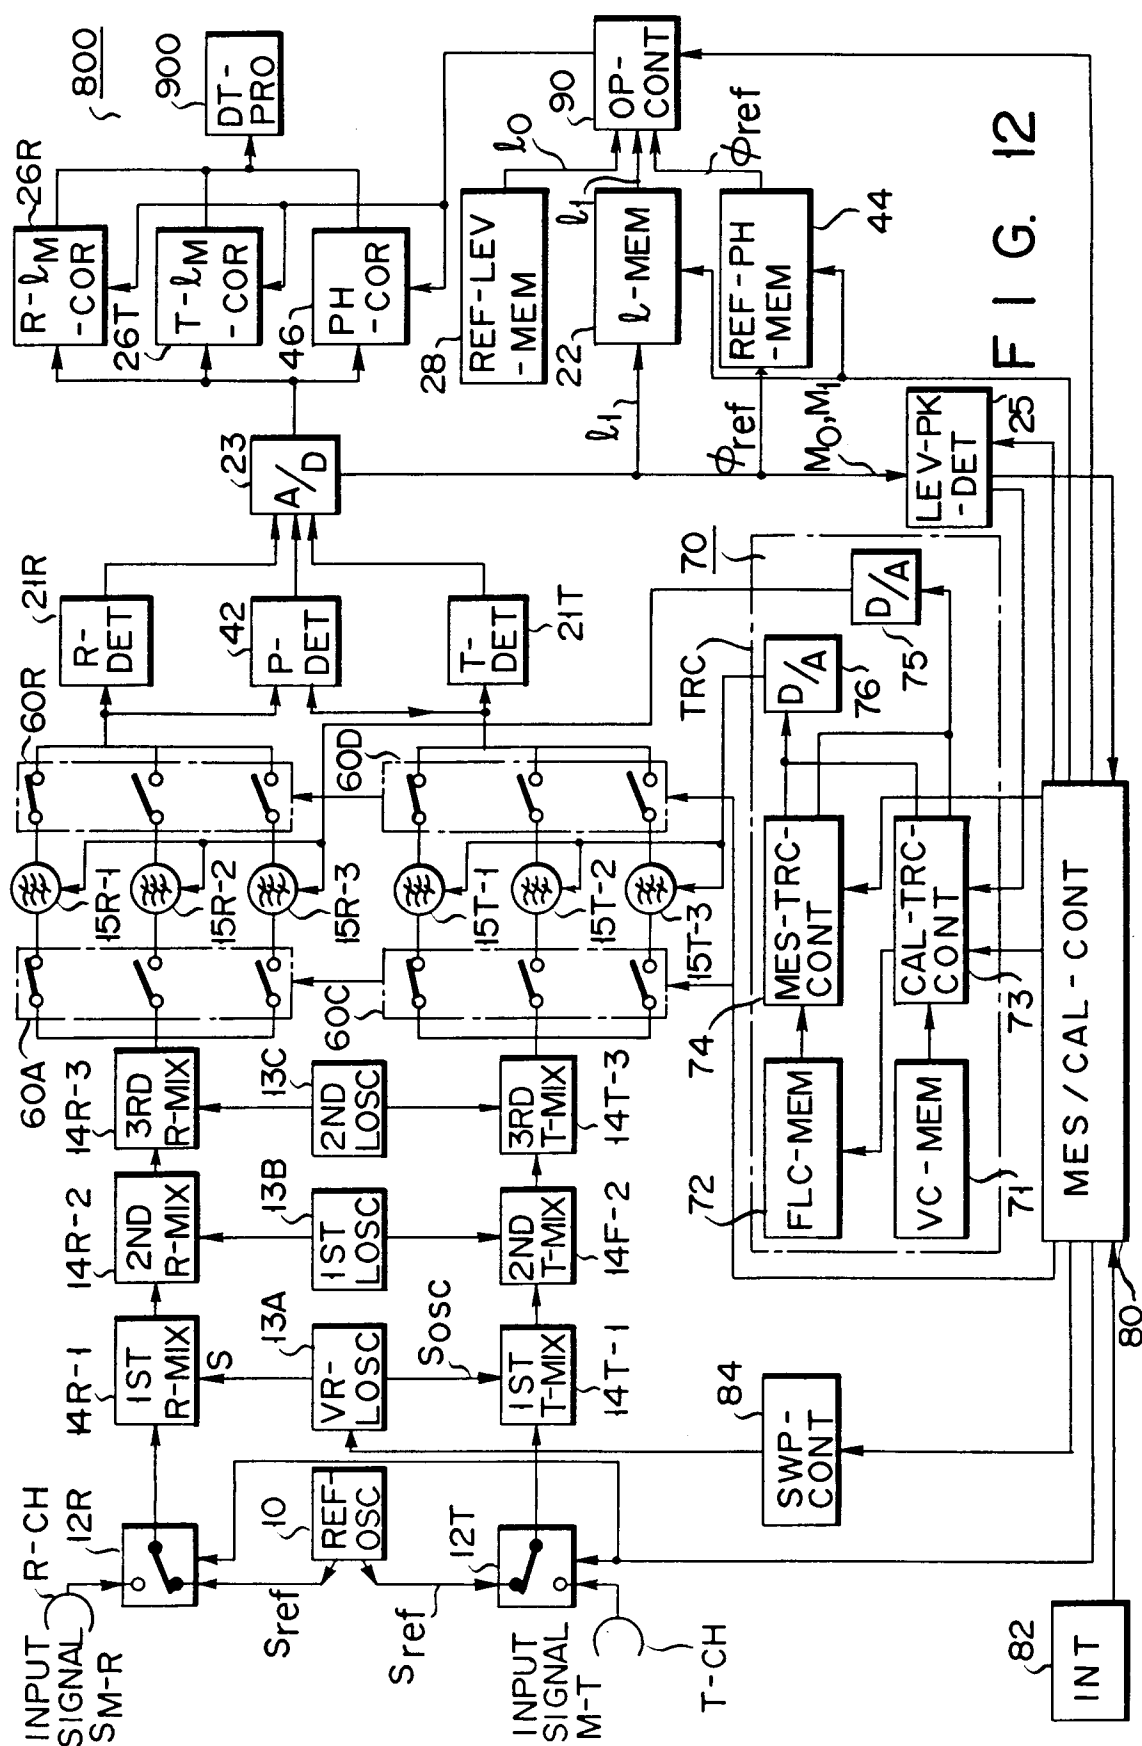 800
INPUT
SIGNAL
SM-R
R-CH
12R
14R-1
1ST
R-MIX
14R-2
2ND
R-MIX
14R-3
3RD
R-MIX
60A
15R-1
15R-2
15R-3
60R
21R
R-
DET
42
P-
DET
T-
DET
21T
23
A/D
26R
R-ℓM
-COR
26T
T-ℓM
-COR
46
PH
-COR
900
DT-
PRO
Sref
10
REF-
OSC
S
13A
VR-
LOSC
13B
1ST
LOSC
13C
2ND
LOSC
Sosc
Sref
12T
INPUT
SIGNAL
M-T
T-CH
1ST
T-MIX
14T-1
2ND
T-MIX
14F-2
3RD
T-MIX
14T-3
60C
60D
15T-1
15T-2
15T-3
28
REF-LEV
-MEM
ℓ0
22
ℓ-MEM
ℓ1
ℓ1
REF-PH
-MEM
44
Φref
Φref
90
OP-
CONT
M0,M1
LEV-PK
-DET
25
84
SWP-
CONT
TRC
70
72
FLC-MEM
74
MES-TRC-
CONT
D/A
76
D/A
75
VC-MEM
71
CAL-TRC-
CONT
73
82
INT
80
MES/CAL-CONT
FIG. 12